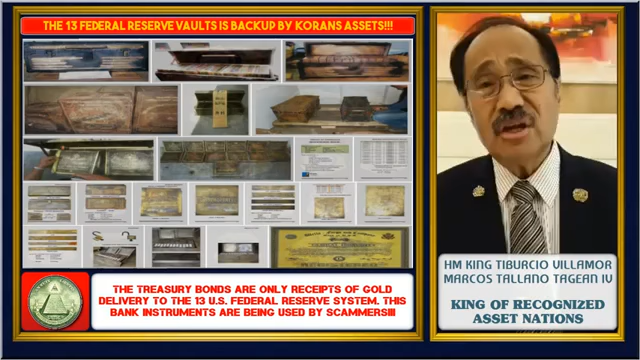 THE 13 FEDERAL RESERVE VAULTS IS BACKUP BY KORANS ASSETS!!!
THE TREASURY BONDS ARE ONLY RECEIPTS OF GOLD
DELIVERY TO THE 13 U.S. FEDERAL RESERVE SYSTEM. THIS
BANK INSTRUMENTS ARE BEING USED BY SCAMMERS!!!
HM KING TIBURCIO VILLAMOR
MARCOS TALLANO TAGEAN IV
KING OF RECOGNIZED
ASSET NATIONS